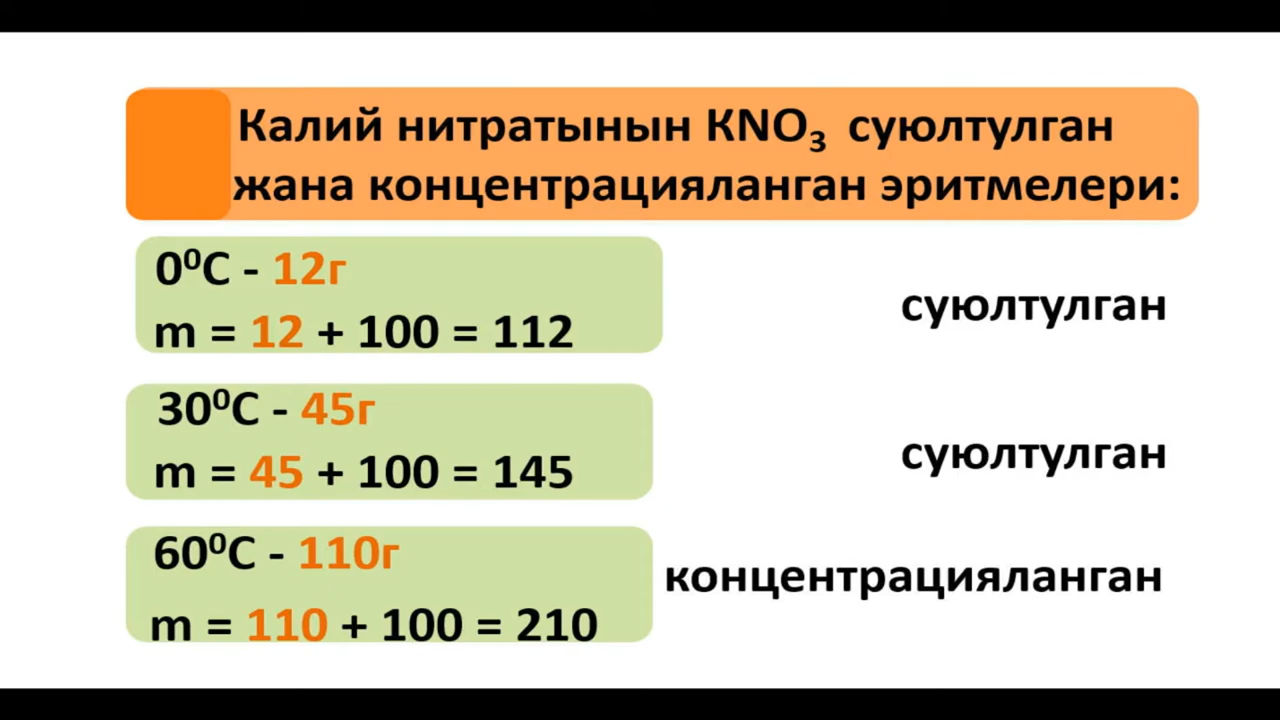 Калий нитратынын KNO₃ суюлтулган
жана концентрацияланган эритмелери:
0⁰С - 12г
m = 12 + 100 = 112
суюлтулган
30⁰С - 45г
m = 45 + 100 = 145
суюлтулган
60⁰С - 110г
m = 110 + 100 = 210
концентрацияланган